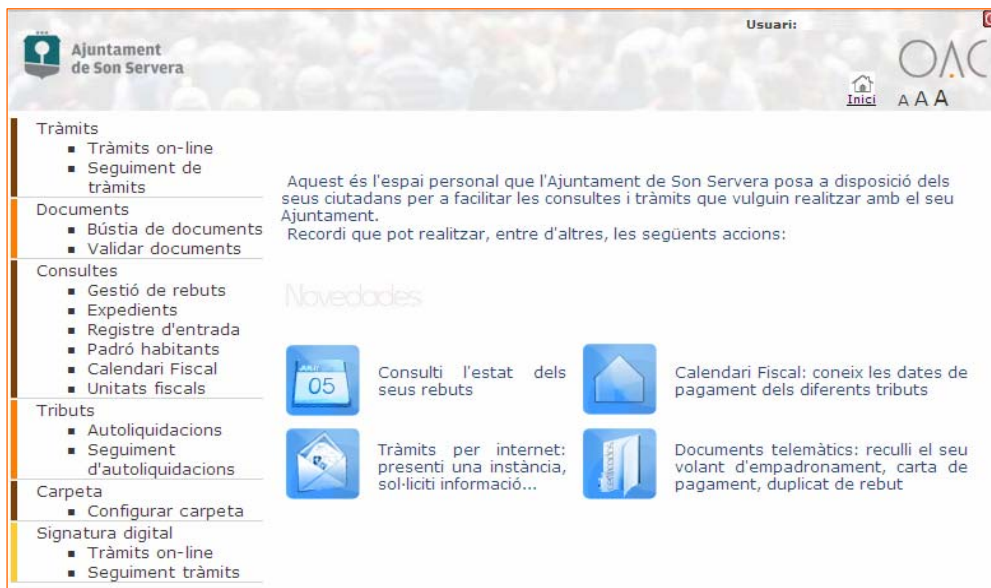 Usuari:
Ajuntament
de Son Servera
OAC
Inici
A A A
Tràmits
Tràmits on-line
Seguiment de
tràmits
Documents
Bústia de documents
Validar documents
Consultes
Gestió de rebuts
Expedients
Registre d'entrada
Padró habitants
Calendari Fiscal
Unitats fiscals
Tributs
Autoliquidacions
Seguiment
d'autoliquidacions
Carpeta
Configurar carpeta
Signatura digital
Tràmits on-line
Seguiment tràmits
Aquest és l'espai personal que l'Ajuntament de Son Servera posa a disposició dels
seus ciutadans per a facilitar les consultes i tràmits que vulguin realitzar amb el seu
Ajuntament.
Recordi que pot realitzar, entre d'altres, les següents accions:
Novedades
05
Consulti l'estat dels
seus rebuts
Calendari Fiscal: coneix les dates de
pagament dels diferents tributs
Tràmits per internet:
presenti una instància,
sol·liciti informació...
Documents telemàtics: reculli el seu
volant d'empadronament, carta de
pagament, duplicat de rebut